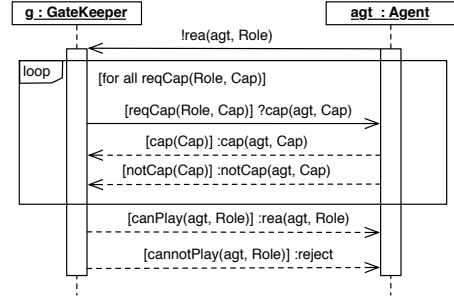 g : GateKeeper
agt : Agent
!rea(agt, Role)
loop
[for all reqCap(Role, Cap)]
[reqCap(Role, Cap)] ?cap(agt, Cap)
[cap(Cap)] :cap(agt, Cap)
[notCap(Cap)] :notCap(agt, Cap)
[canPlay(agt, Role)] :rea(agt, Role)
[cannotPlay(agt, Role)] :reject